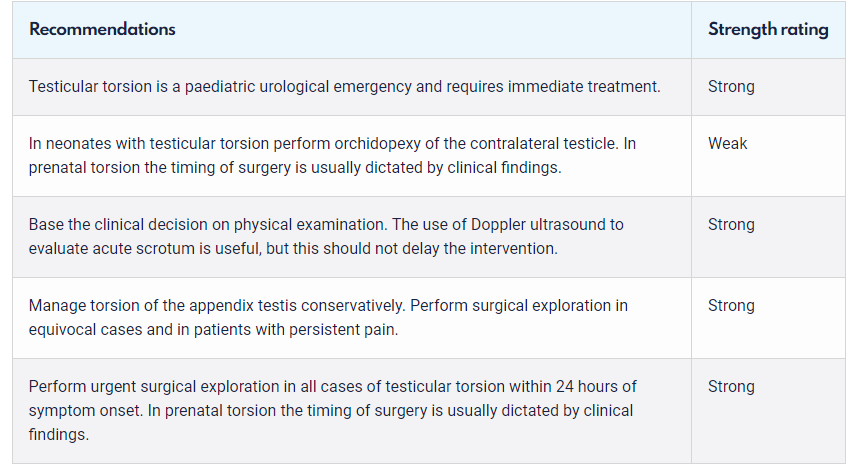 Recommendations
Strength rating
Testicular torsion is a paediatric urological emergency and requires immediate treatment.
Strong
In neonates with testicular torsion perform orchidopexy of the contralateral testicle. In
prenatal torsion the timing of surgery is usually dictated by clinical findings.
Weak
Base the clinical decision on physical examination. The use of Doppler ultrasound to
evaluate acute scrotum is useful, but this should not delay the intervention.
Strong
Manage torsion of the appendix testis conservatively. Perform surgical exploration in
equivocal cases and in patients with persistent pain.
Strong
Perform urgent surgical exploration in all cases of testicular torsion within 24 hours of
symptom onset. In prenatal torsion the timing of surgery is usually dictated by clinical
findings.
Strong